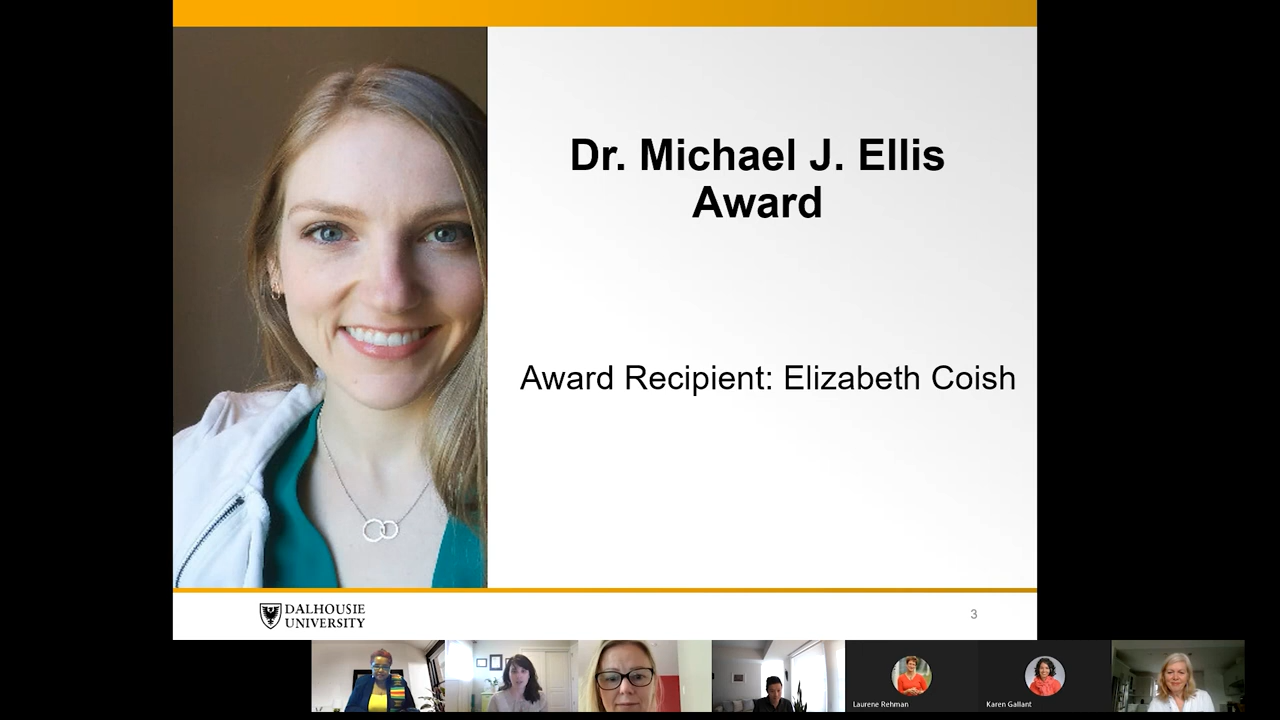 Dr. Michael J. Ellis
Award
Award Recipient: Elizabeth Coish
DALHOUSIE
UNIVERSITY
3
Laurene Rehman
Karen Gallant